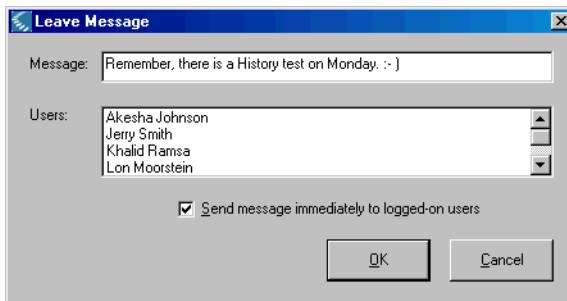 Leave Message
Message: Remember, there is a History test on Monday. :- )
Users: Akesha Johnson
Jerry Smith
Khalid Ramsa
Lon Moorstein
Send message immediately to logged-on users
OK Cancel